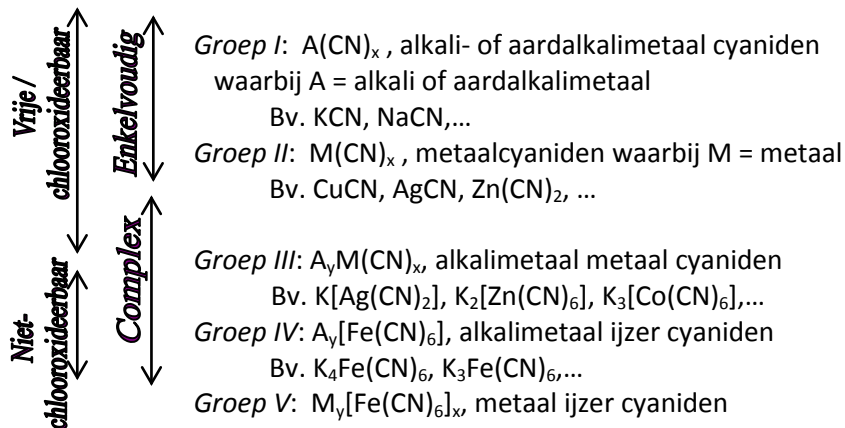 Vrije /
chlooroxideerbaar
Enkelvoudig
Niet-
chlooroxideerbaar
Complex
Groep I: A(CN)ₓ , alkali- of aardalkalimetaal cyaniden
waarbij A = alkali of aardalkalimetaal
Bv. KCN, NaCN,...
Groep II: M(CN)ₓ , metaalcyaniden waarbij M = metaal
Bv. CuCN, AgCN, Zn(CN)₂, ...
Groep III: AᵧM(CN)ₓ, alkalimetaal metaal cyaniden
Bv. K[Ag(CN)₂], K₂[Zn(CN)₆], K₃[Co(CN)₆],...
Groep IV: Aᵧ[Fe(CN)₆], alkalimetaal ijzer cyaniden
Bv. K₄Fe(CN)₆, K₃Fe(CN)₆,...
Groep V: Mᵧ[Fe(CN)₆]ₓ, metaal ijzer cyaniden